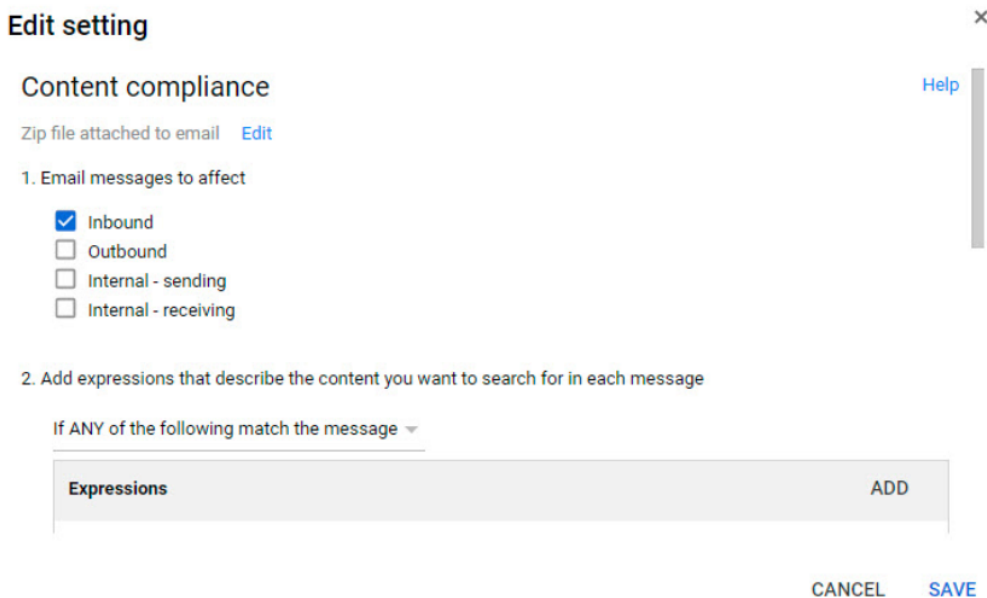 Edit setting
Content compliance
Help
Zip file attached to email Edit
1. Email messages to affect
Inbound
Outbound
Internal - sending
Internal - receiving
2. Add expressions that describe the content you want to search for in each message
If ANY of the following match the message
Expressions ADD
CANCEL SAVE